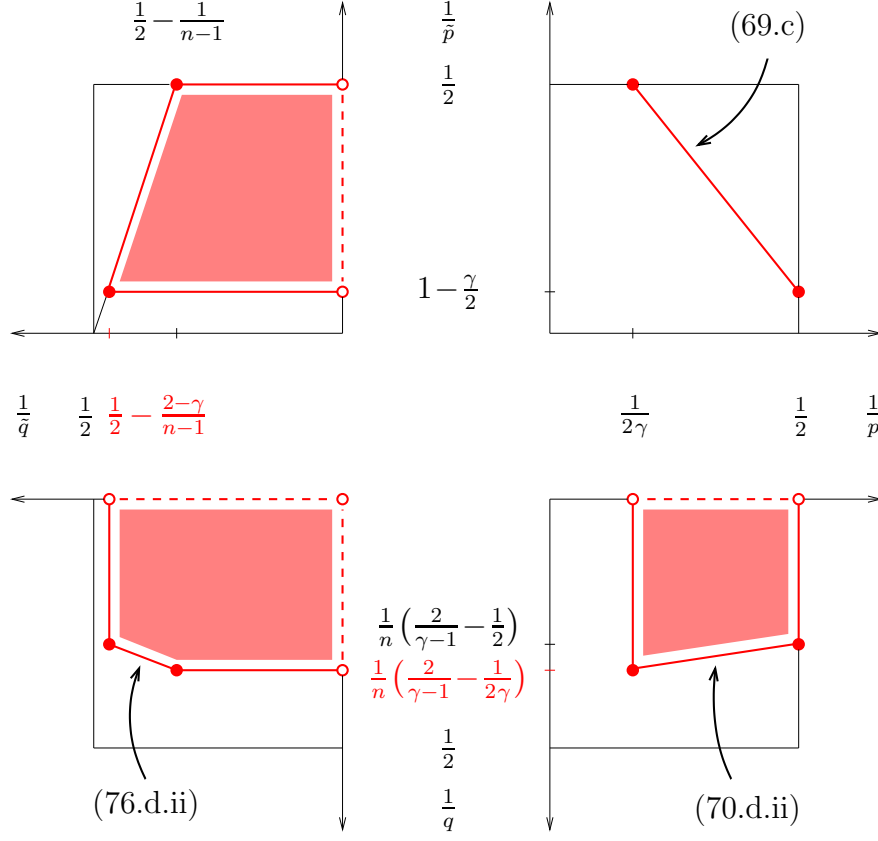 1/2 − 1/(n−1)
1/p̃
(69.c)
1/2
1−γ/2
1/q̃ 1/2 1/2 − (2−γ)/(n−1) 1/(2γ) 1/2 1/p
1/n (2/(γ−1) − 1/2)
1/n (2/(γ−1) − 1/(2γ))
1/2
(76.d.ii) 1/q (70.d.ii)